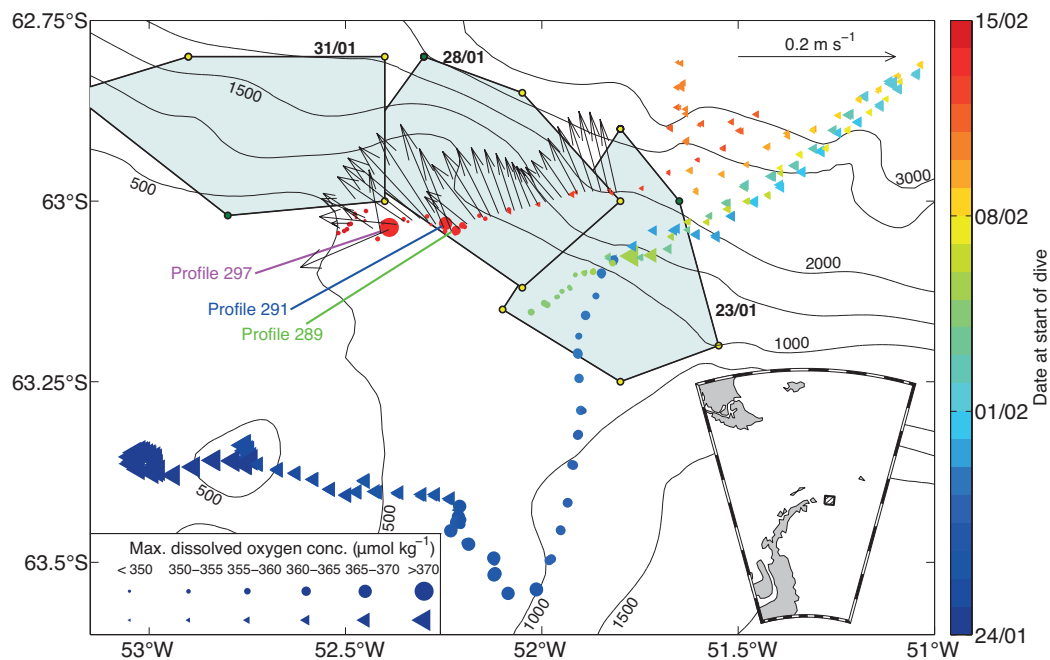 62.75°S
63°S
63.25°S
63.5°S
53°W
52.5°W
52°W
51.5°W
51°W
31/01
28/01
23/01
0.2 m s⁻¹
1500
500
3000
2000
1000
500
500
1000
1500
Profile 297
Profile 291
Profile 289
Max. dissolved oxygen conc. (μmol kg⁻¹)
< 350 350–355 355–360 360–365 365–370 >370
15/02
08/02
01/02
24/01
Date at start of dive